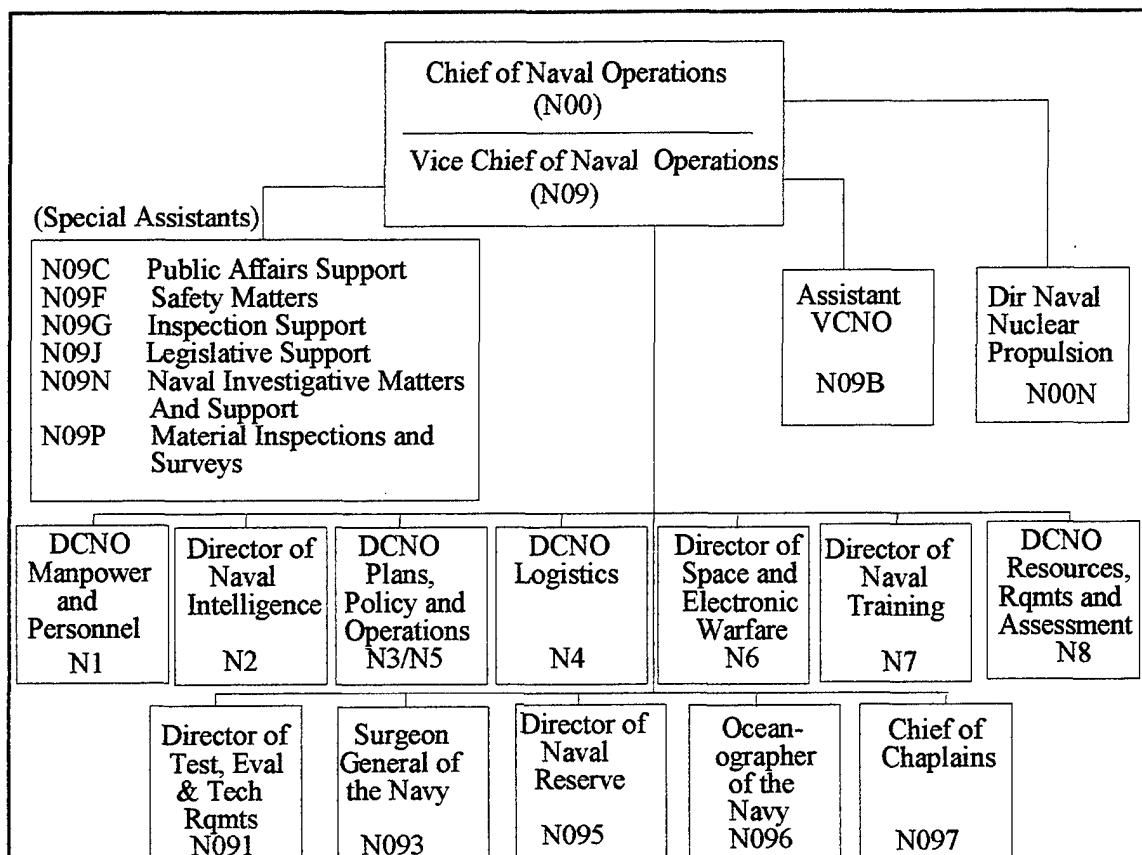 Chief of Naval Operations
(N00)
Vice Chief of Naval Operations
(N09)
(Special Assistants)
N09C Public Affairs Support
N09F Safety Matters
N09G Inspection Support
N09J Legislative Support
N09N Naval Investigative Matters
And Support
N09P Material Inspections and
Surveys
Assistant
VCNO
N09B
Dir Naval
Nuclear
Propulsion
N00N
DCNO
Manpower
and
Personnel
N1
Director of
Naval
Intelligence
N2
DCNO
Plans,
Policy and
Operations
N3/N5
DCNO
Logistics
N4
Director of
Space and
Electronic
Warfare
N6
Director of
Naval
Training
N7
DCNO
Resources,
Rqmts and
Assessment
N8
Director of
Test, Eval
& Tech
Rqmts
N091
Surgeon
General of
the Navy
N093
Director of
Naval
Reserve
N095
Ocean-
ographer
of the
Navy
N096
Chief of
Chaplains
N097